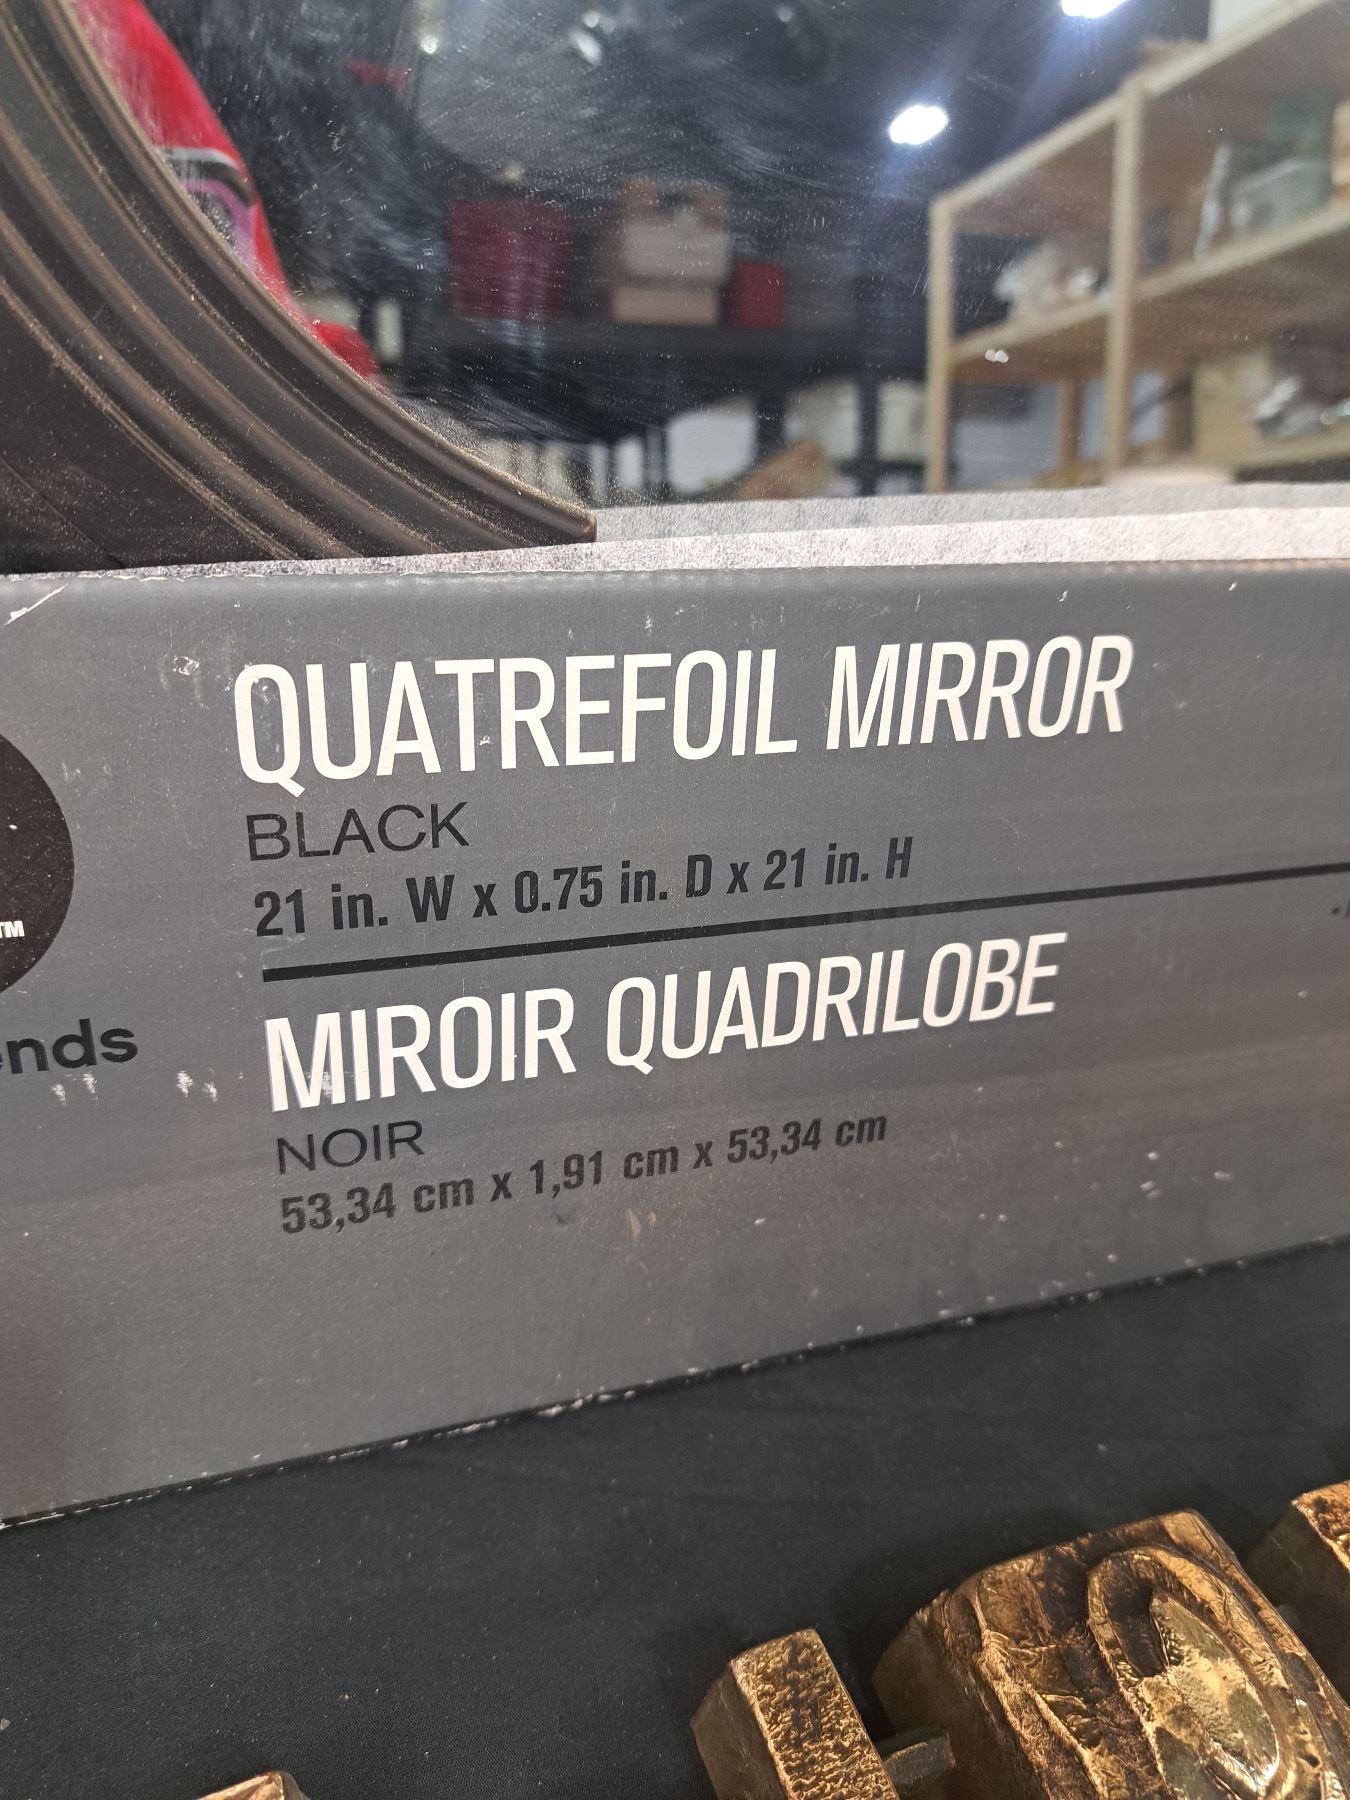 QUATREFOIL MIRROR
BLACK
21 in. W x 0.75 in. D x 21 in. H
MIROIR QUADRILOBE
NOIR
53,34 cm x 1,91 cm x 53,34 cm
TM